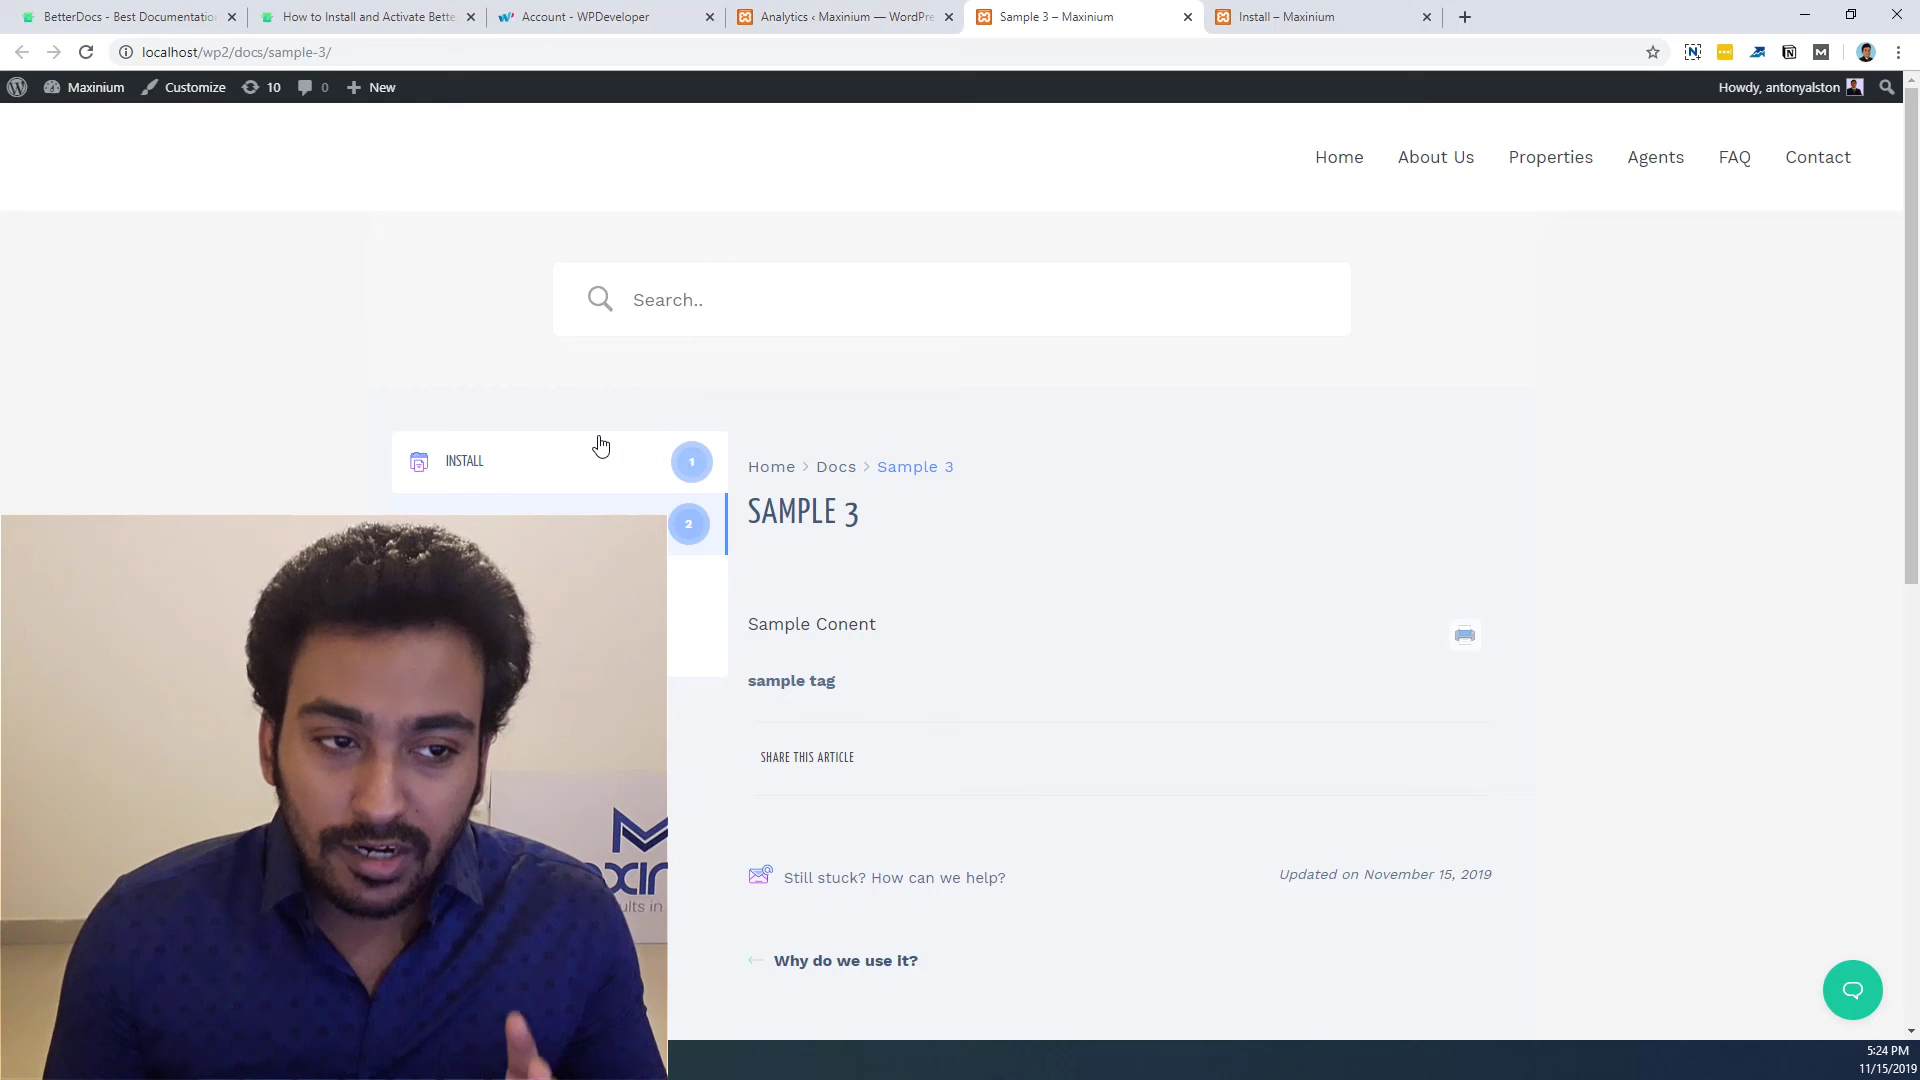 BetterDocs - Best Documentatio
How to Install and Activate Bette
Account - WPDeveloper
Analytics ‹ Maxinium — WordPre
Sample 3 – Maxinium
Install – Maxinium
localhost/wp2/docs/sample-3/
Maxinium
Customize
10
0
New
Howdy, antonyalston
Home
About Us
Properties
Agents
FAQ
Contact
Search..
INSTALL
1
2
Home > Docs > Sample 3
SAMPLE 3
Sample Conent
sample tag
SHARE THIS ARTICLE
Still stuck? How can we help?
Updated on November 15, 2019
← Why do we use it?
ults in
5:24 PM
11/15/2019